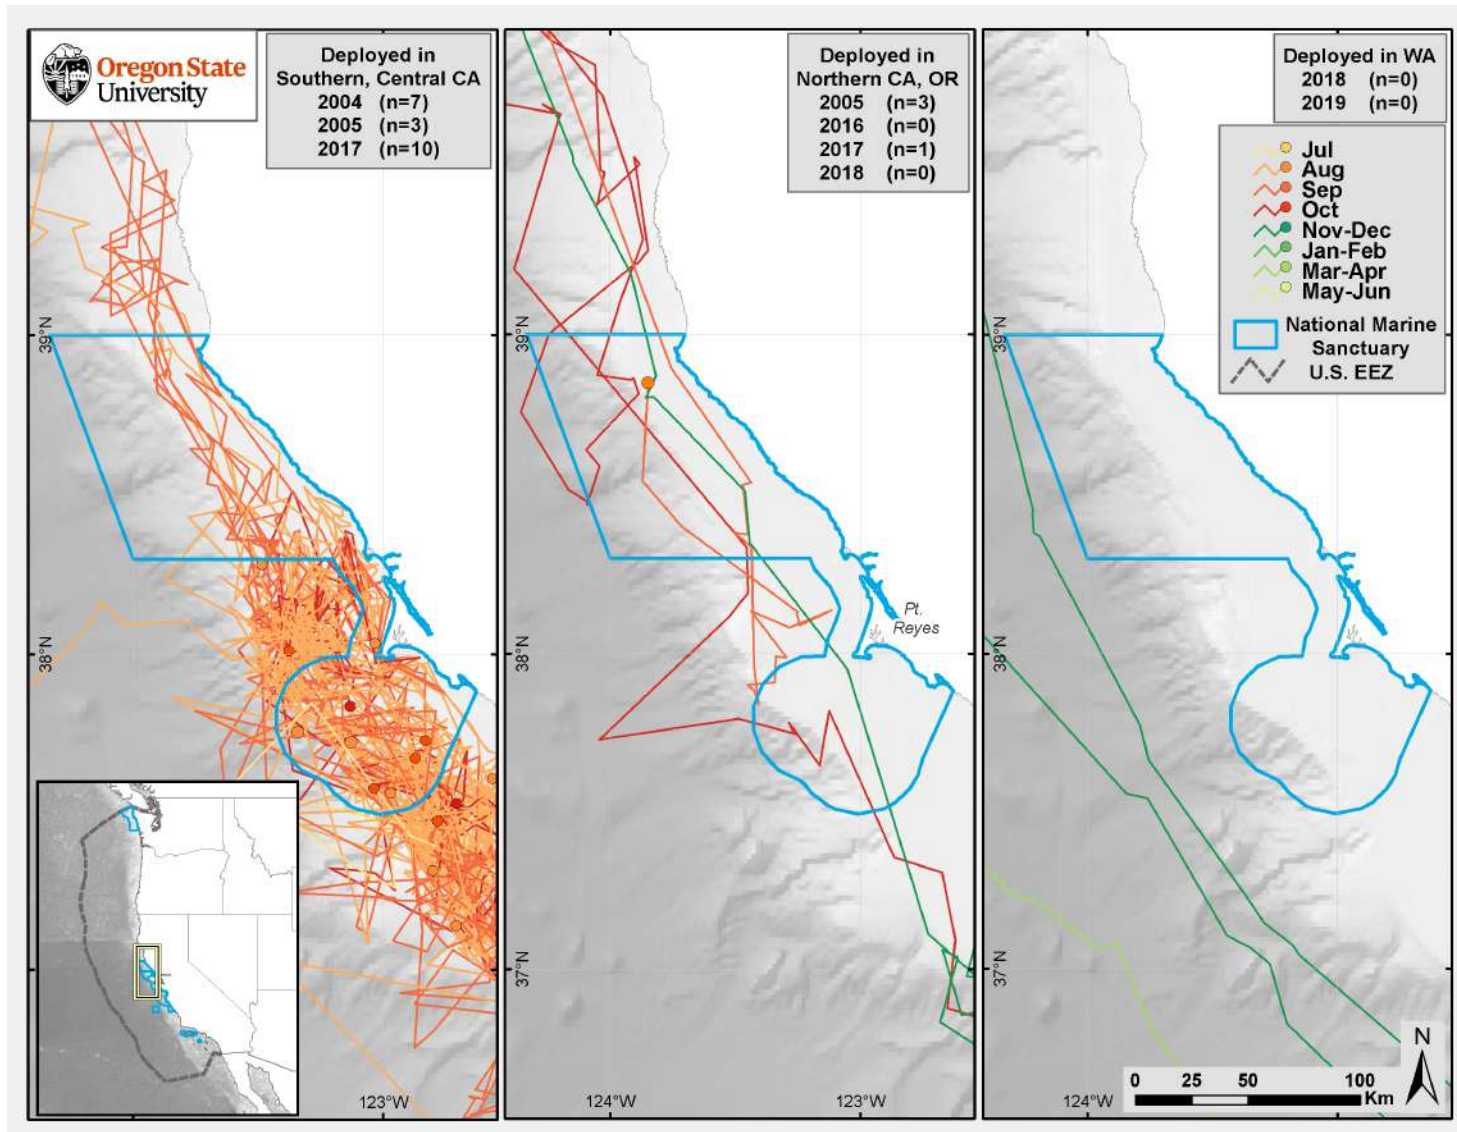 Oregon State
University
Deployed in
Southern, Central CA
2004 (n=7)
2005 (n=3)
2017 (n=10)
39°N
38°N
123°W
Deployed in
Northern CA, OR
2005 (n=3)
2016 (n=0)
2017 (n=1)
2018 (n=0)
39°N
38°N
37°N
Pt.
Reyes
124°W
123°W
Deployed in WA
2018 (n=0)
2019 (n=0)
Jul
Aug
Sep
Oct
Nov-Dec
Jan-Feb
Mar-Apr
May-Jun
National Marine
Sanctuary
U.S. EEZ
39°N
38°N
37°N
124°W
N
0 25 50 100
Km